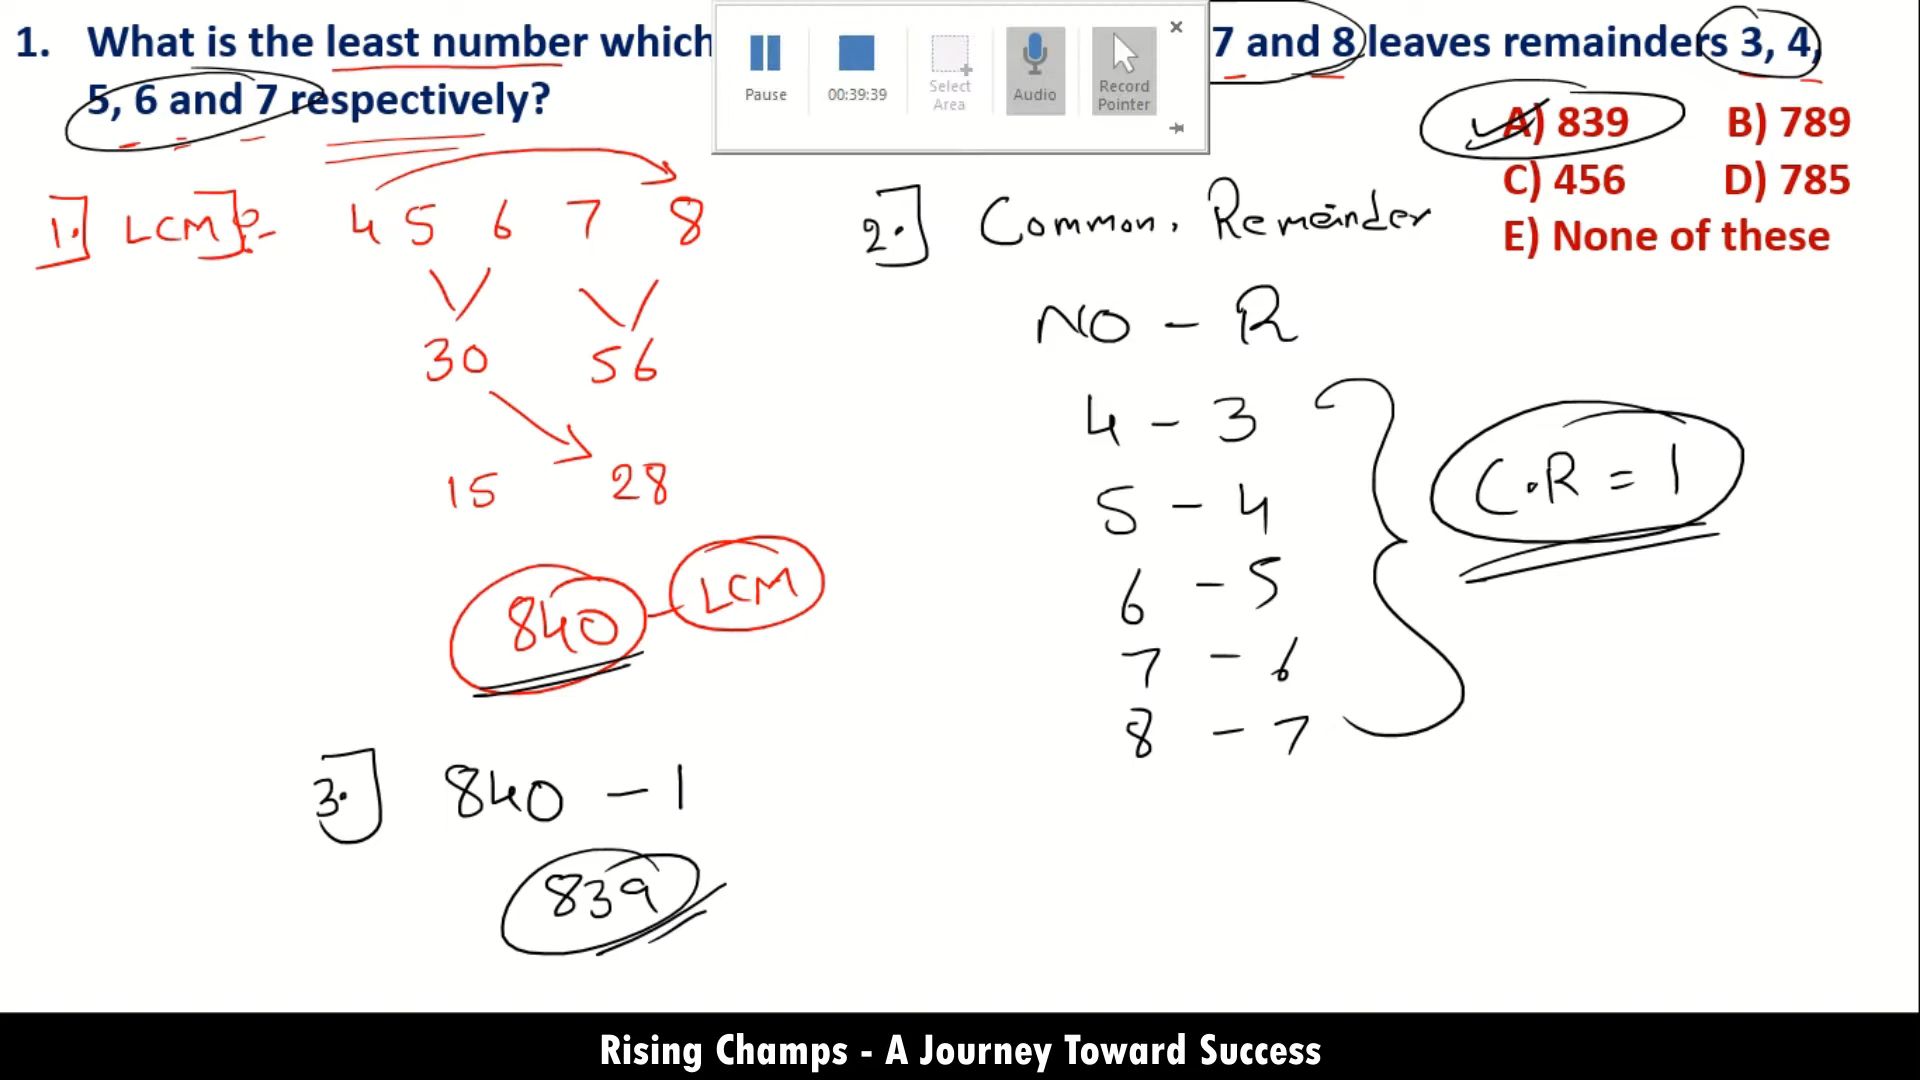 1. What is the least number which 7 and 8 leaves remainders 3, 4,
5, 6 and 7 respectively?
Pause
00:39:39
Select Area
Audio
Record Pointer
A) 839 B) 789
C) 456 D) 785
E) None of these
1.] LCM]:- 4 5 6 7 8
30 56
15 28
840 - LCM
2.] Common, Remainder
NO - R
4 - 3
5 - 4
6 - 5
7 - 6
8 - 7
C.R = 1
3.] 840 - 1
839
Rising Champs - A Journey Toward Success